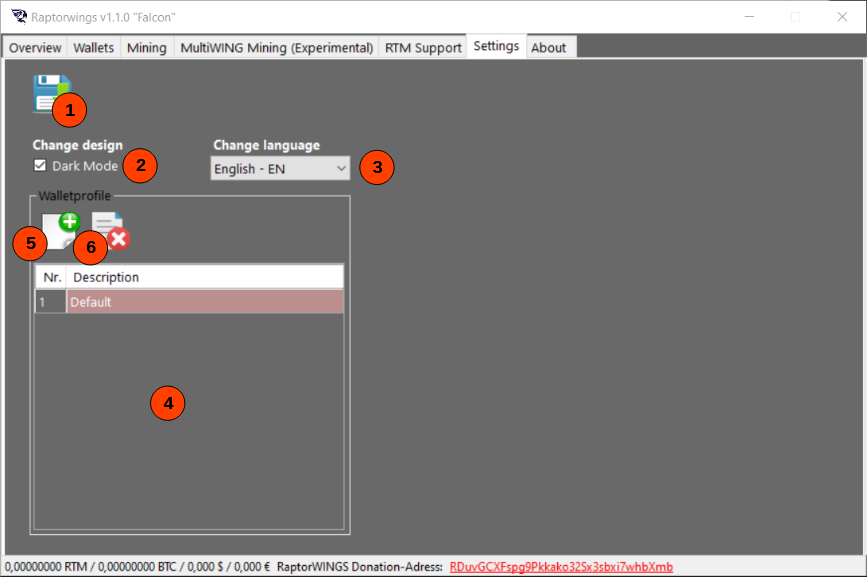 Raptorwings v1.1.0 "Falcon"
Overview Wallets Mining MultiWING Mining (Experimental) RTM Support Settings About
1
Change design
Dark Mode
2
Change language
English - EN
3
Walletprofile
5
6
Nr. Description
1 Default
4
0,00000000 RTM / 0,00000000 BTC / 0,000 $ / 0,000 € RaptorWINGS Donation-Adress: RDuvGCXFspg9Pkkako32Sx3sbxi7whbXmb